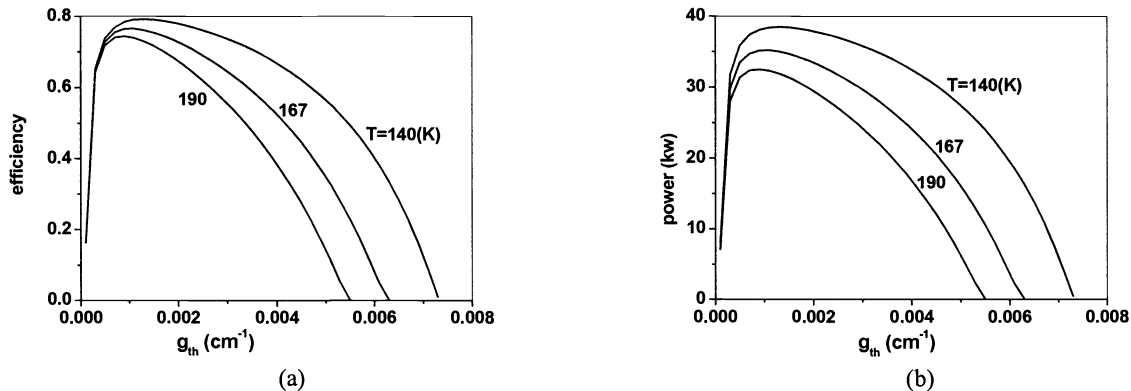 0.8
0.6
0.4
0.2
0.0
efficiency
190
167
T=140(K)
0.000 0.002 0.004 0.006 0.008
g_th (cm⁻¹)
(a)
40
30
20
10
0
power (kw)
T=140(K)
167
190
0.000 0.002 0.004 0.006 0.008
g_th (cm⁻¹)
(b)